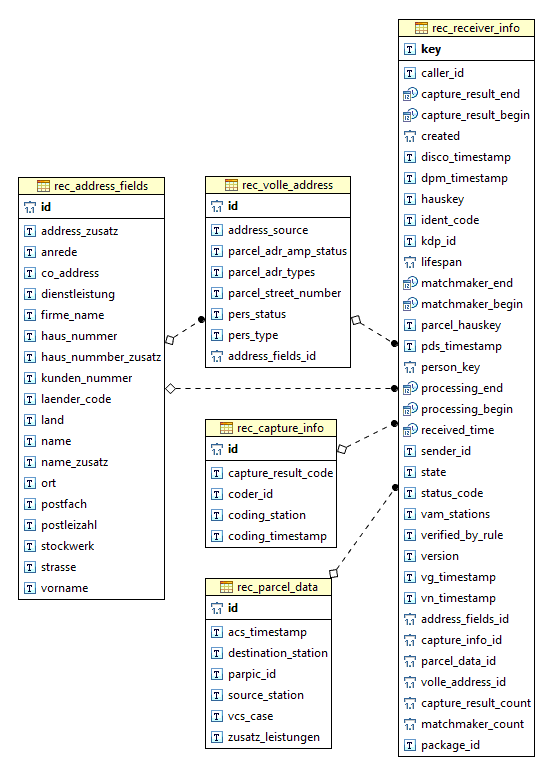 rec_receiver_info
key
caller_id
capture_result_end
capture_result_begin
created
disco_timestamp
dpm_timestamp
hauskey
ident_code
kdp_id
lifespan
matchmaker_end
matchmaker_begin
parcel_hauskey
pds_timestamp
person_key
processing_end
processing_begin
received_time
sender_id
state
status_code
vam_stations
verified_by_rule
version
vg_timestamp
vn_timestamp
address_fields_id
capture_info_id
parcel_data_id
volle_address_id
capture_result_count
matchmaker_count
package_id
rec_address_fields
id
address_zusatz
anrede
co_address
dienstleistung
firme_name
haus_nummer
haus_nummber_zusatz
kunden_nummer
laender_code
land
name
name_zusatz
ort
postfach
postleizahl
stockwerk
strasse
vorname
rec_volle_address
id
address_source
parcel_adr_amp_status
parcel_adr_types
parcel_street_number
pers_status
pers_type
address_fields_id
rec_capture_info
id
capture_result_code
coder_id
coding_station
coding_timestamp
rec_parcel_data
id
acs_timestamp
destination_station
parpic_id
source_station
vcs_case
zusatz_leistungen